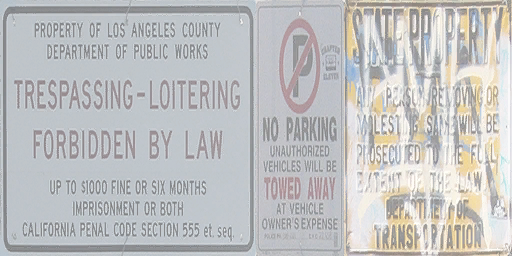 PROPERTY OF LOS ANGELES COUNTY
DEPARTMENT OF PUBLIC WORKS
TRESPASSING-LOITERING
FORBIDDEN BY LAW
UP TO $1000 FINE OR SIX MONTHS
IMPRISONMENT OR BOTH
CALIFORNIA PENAL CODE SECTION 555 et. seq.
P
NO PARKING
UNAUTHORIZED
VEHICLES WILL BE
TOWED AWAY
AT VEHICLE
OWNER'S EXPENSE
STATE PROPERTY
ANY PERSON REMOVING OR
MOLESTING SAME WILL BE
PROSECUTED TO THE FULL
EXTENT OF THE LAW
DEPARTMENT OF
TRANSPORTATION